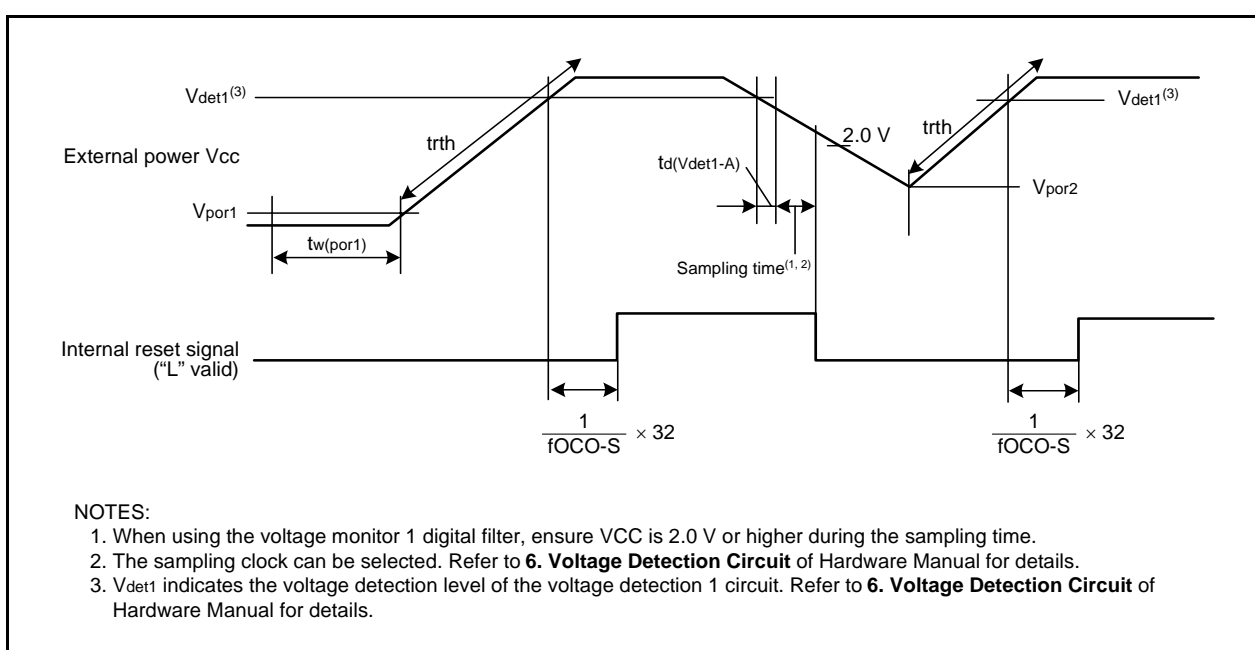 Vdet1(3)
Vdet1(3)
trth
trth
2.0 V
External power Vcc
td(Vdet1-A)
Vpor1
Vpor2
tw(por1)
Sampling time(1, 2)
Internal reset signal
(“L” valid)
1
fOCO-S
× 32
1
fOCO-S
× 32
NOTES:
1. When using the voltage monitor 1 digital filter, ensure VCC is 2.0 V or higher during the sampling time.
2. The sampling clock can be selected. Refer to 6. Voltage Detection Circuit of Hardware Manual for details.
3. Vdet1 indicates the voltage detection level of the voltage detection 1 circuit. Refer to 6. Voltage Detection Circuit of
Hardware Manual for details.